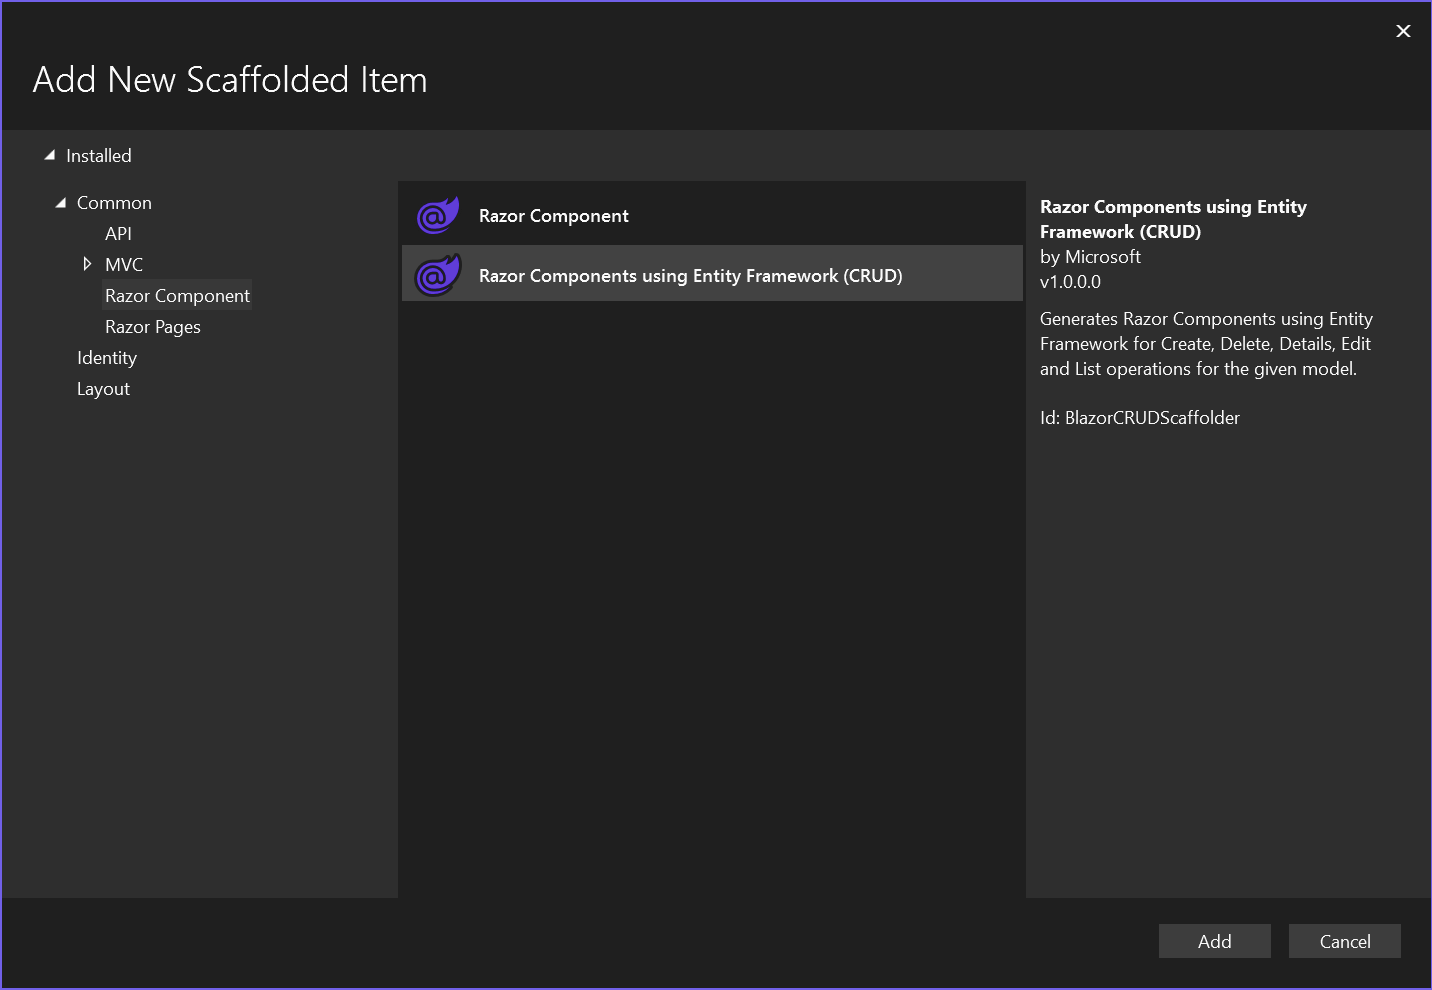 Add New Scaffolded Item
Installed
Common
API
MVC
Razor Component
Razor Pages
Identity
Layout
Razor Component
Razor Components using Entity Framework (CRUD)
Razor Components using Entity
Framework (CRUD)
by Microsoft
v1.0.0.0
Generates Razor Components using Entity
Framework for Create, Delete, Details, Edit
and List operations for the given model.
Id: BlazorCRUDScaffolder
Add
Cancel